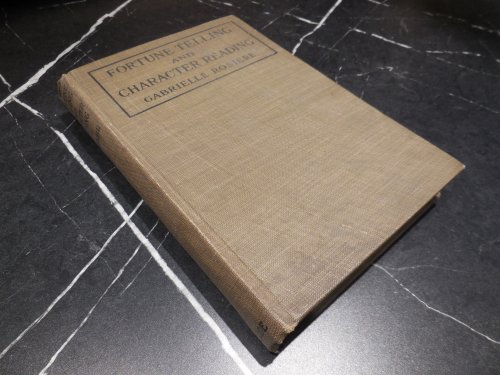 FORTUNE-TELLING
AND
CHARACTER READING
GABRIELLE ROSIERE